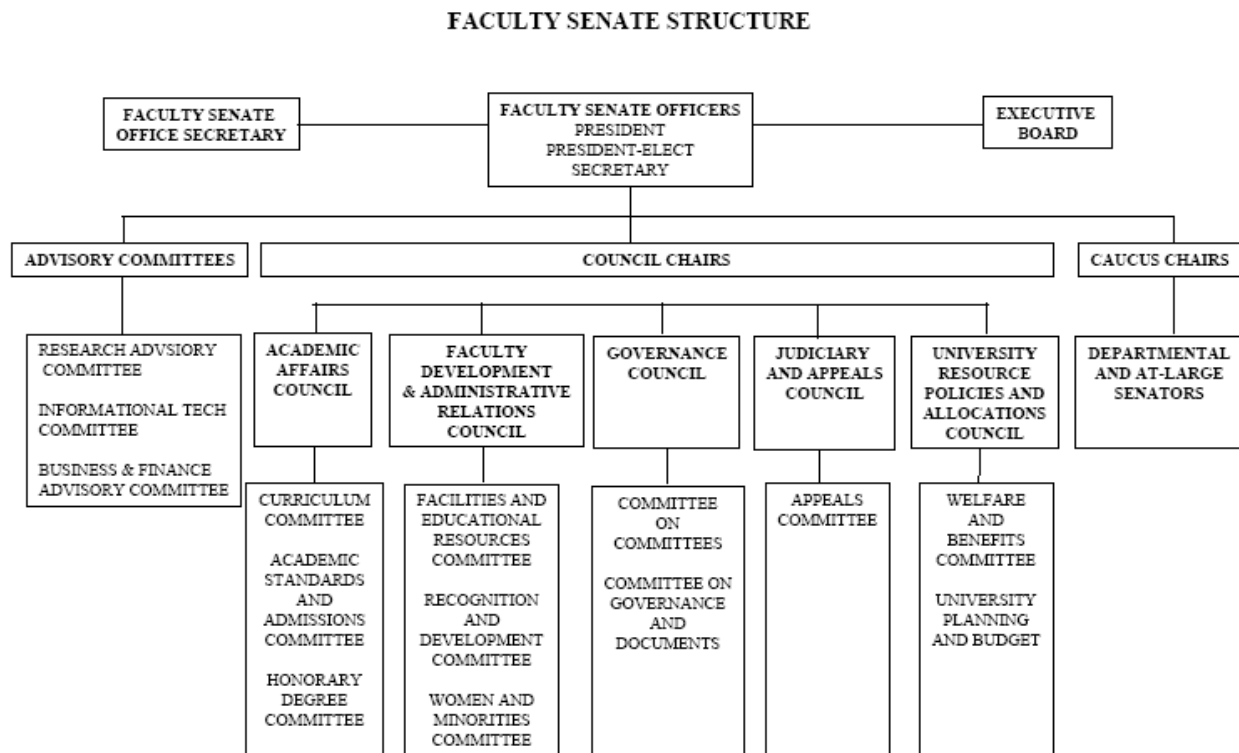 FACULTY SENATE STRUCTURE
FACULTY SENATE
OFFICE SECRETARY
FACULTY SENATE OFFICERS
PRESIDENT
PRESIDENT-ELECT
SECRETARY
EXECUTIVE
BOARD
ADVISORY COMMITTEES
COUNCIL CHAIRS
CAUCUS CHAIRS
RESEARCH ADVSIORY
COMMITTEE
INFORMATIONAL TECH
COMMITTEE
BUSINESS & FINANCE
ADVISORY COMMITTEE
ACADEMIC
AFFAIRS
COUNCIL
FACULTY
DEVELOPMENT
& ADMINISTRATIVE
RELATIONS
COUNCIL
GOVERNANCE
COUNCIL
JUDICIARY
AND APPEALS
COUNCIL
UNIVERSITY
RESOURCE
POLICIES AND
ALLOCATIONS
COUNCIL
DEPARTMENTAL
AND AT-LARGE
SENATORS
CURRICULUM
COMMITTEE
ACADEMIC
STANDARDS
AND
ADMISSIONS
COMMITTEE
HONORARY
DEGREE
COMMITTEE
FACILITIES AND
EDUCATIONAL
RESOURCES
COMMITTEE
RECOGNITION
AND
DEVELOPMENT
COMMITTEE
WOMEN AND
MINORITIES
COMMITTEE
COMMITTEE
ON
COMMITTEES
COMMITTEE ON
GOVERNANCE
AND
DOCUMENTS
APPEALS
COMMITTEE
WELFARE
AND
BENEFITS
COMMITTEE
UNIVERSITY
PLANNING
AND BUDGET